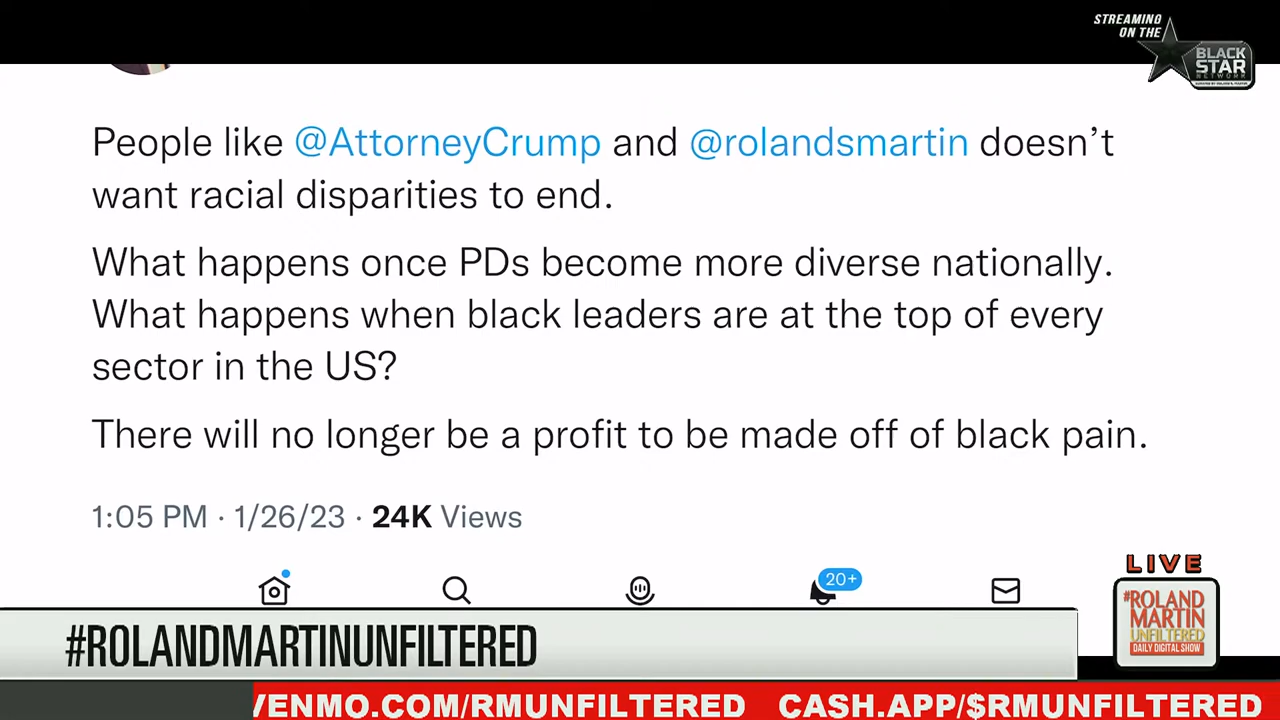 STREAMING
ON THE
BLACK
STAR
NETWORK
People like @AttorneyCrump and @rolandsmartin doesn’t
want racial disparities to end.
What happens once PDs become more diverse nationally.
What happens when black leaders are at the top of every
sector in the US?
There will no longer be a profit to be made off of black pain.
1:05 PM · 1/26/23 · 24K Views
20+
LIVE
#ROLAND
MARTIN
UNFILTERED
DAILY DIGITAL SHOW
#ROLANDMARTINUNFILTERED
VENMO.COM/RMUNFILTERED CASH.APP/$RMUNFILTERED